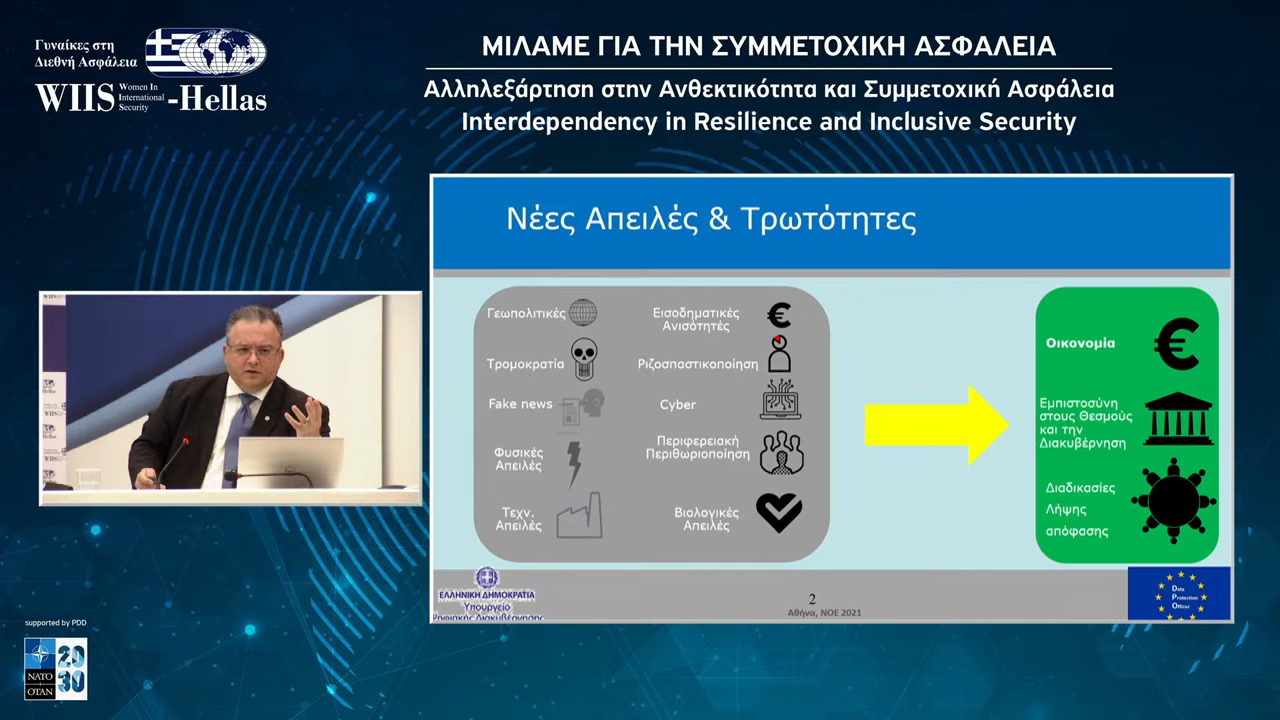 Γυναίκες στη
Διεθνή Ασφάλεια
WIIS Women In International Security -Hellas
ΜΙΛΑΜΕ ΓΙΑ ΤΗΝ ΣΥΜΜΕΤΟΧΙΚΗ ΑΣΦΑΛΕΙΑ
Αλληλεξάρτηση στην Ανθεκτικότητα και Συμμετοχική Ασφάλεια
Interdependency in Resilience and Inclusive Security
Νέες Απειλές & Τρωτότητες
Γεωπολιτικές
Τρομοκρατία
Fake news
Φυσικές
Απειλές
Τεχν.
Απειλές
Εισοδηματικές
Ανισότητες
Ριζοσπαστικοποίηση
Cyber
Περιφερειακή
Περιθωριοποίηση
Βιολογικές
Απειλές
Οικονομία
Εμπιστοσύνη
στους Θεσμούς
και την
Διακυβέρνηση
Διαδικασίες
Λήψης
απόφασης
ΕΛΛΗΝΙΚΗ ΔΗΜΟΚΡΑΤΙΑ
Υπουργείο
Ψηφιακής Διακυβέρνησης
2
Αθήνα, ΝΟΕ 2021
Data
Protection
Officer
supported by PDD
NATO
OTAN
20
30